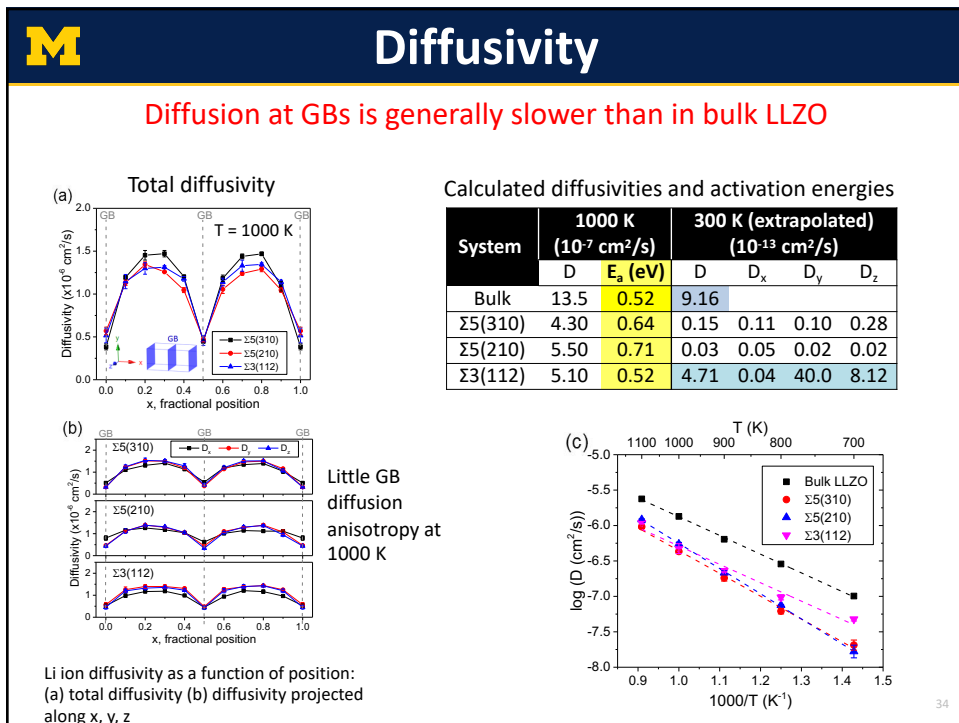 M
Diffusivity
Diffusion at GBs is generally slower than in bulk LLZO
Total diffusivity
(a)
GB GB GB
T = 1000 K
Diffusivity (x10⁻⁶ cm²/s)
2.0
1.5
1.0
0.5
0.0
GB
y
z
x
Σ5(310)
Σ5(210)
Σ3(112)
0.0 0.2 0.4 0.6 0.8 1.0
x, fractional position
Calculated diffusivities and activation energies
System 1000 K (10⁻⁷ cm²/s) 300 K (extrapolated) (10⁻¹³ cm²/s)
D Eₐ (eV) D Dₓ Dᵧ D_z
Bulk 13.5 0.52 9.16
Σ5(310) 4.30 0.64 0.15 0.11 0.10 0.28
Σ5(210) 5.50 0.71 0.03 0.05 0.02 0.02
Σ3(112) 5.10 0.52 4.71 0.04 40.0 8.12
(b)
GB GB GB
Σ5(310)
Dₓ Dᵧ D_z
2
1
0
Σ5(210)
2
1
0
Σ3(112)
2
1
0
Diffusivity (x10⁻⁶ cm²/s)
0.0 0.2 0.4 0.6 0.8 1.0
x, fractional position
Little GB
diffusion
anisotropy at
1000 K
(c)
T (K)
1100 1000 900 800 700
-5.0
-5.5
-6.0
-6.5
-7.0
-7.5
-8.0
log (D (cm²/s))
Bulk LLZO
Σ5(310)
Σ5(210)
Σ3(112)
0.9 1.0 1.1 1.2 1.3 1.4 1.5
1000/T (K⁻¹)
Li ion diffusivity as a function of position:
(a) total diffusivity (b) diffusivity projected
along x, y, z
34